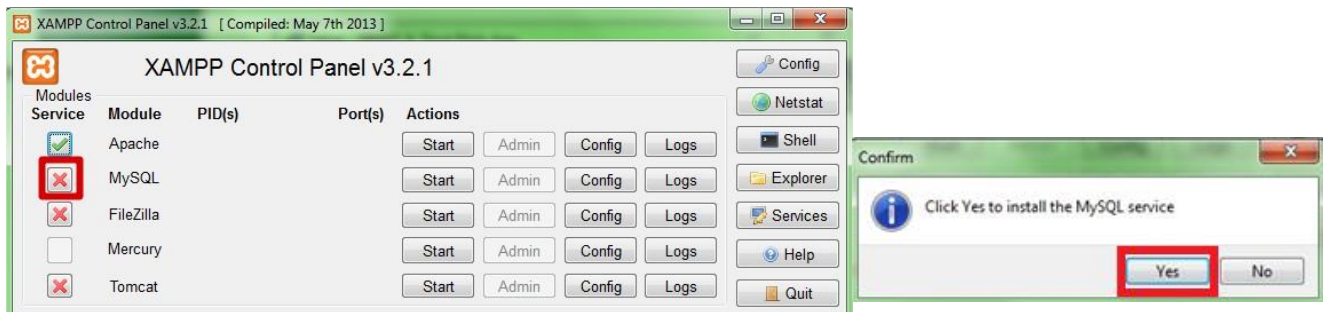 XAMPP Control Panel v3.2.1 [ Compiled: May 7th 2013 ]
XAMPP Control Panel v3.2.1
Config
Modules
Service Module PID(s) Port(s) Actions
Netstat
Apache Start Admin Config Logs
Shell
MySQL Start Admin Config Logs
Explorer
FileZilla Start Admin Config Logs
Services
Mercury Start Admin Config Logs
Help
Tomcat Start Admin Config Logs
Quit
Confirm
Click Yes to install the MySQL service
Yes No